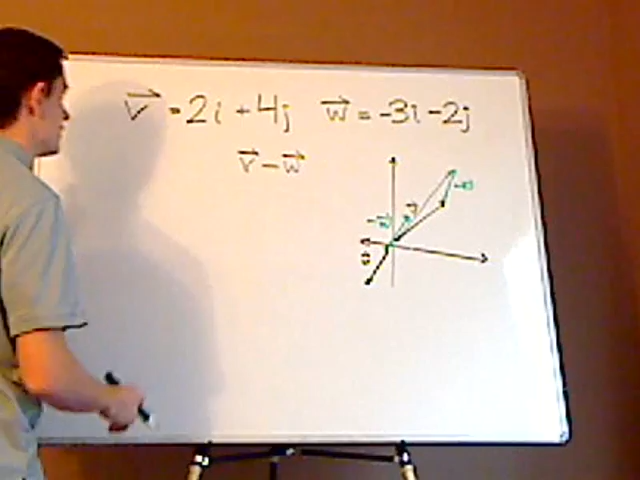 v⃗ = 2i + 4j w⃗ = -3i - 2j
v⃗ - w⃗